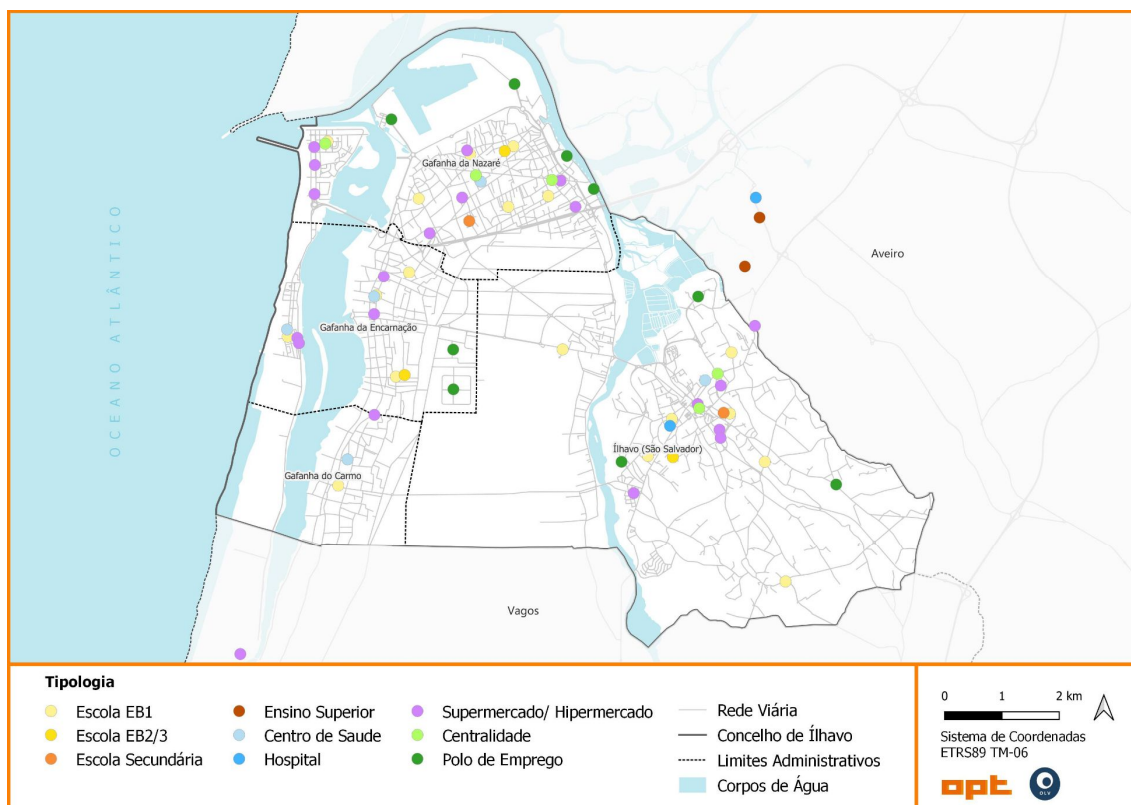 OCEANO ATLÂNTICO
Gafanha da Nazaré
Aveiro
Gafanha da Encarnação
Ílhavo (São Salvador)
Gafanha do Carmo
Vagos
Tipologia
Escola EB1
Escola EB2/3
Escola Secundária
Ensino Superior
Centro de Saude
Hospital
Supermercado/ Hipermercado
Centralidade
Polo de Emprego
Rede Viária
Concelho de Ílhavo
Limites Administrativos
Corpos de Água
0 1 2 km
Sistema de Coordenadas
ETRS89 TM-06
opt
OLV